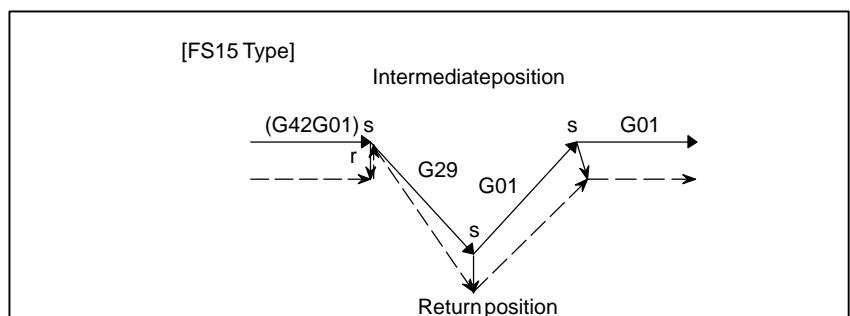 [FS15 Type]
Intermediateposition
(G42G01) s
s
G01
r
G29
G01
s
Returnposition